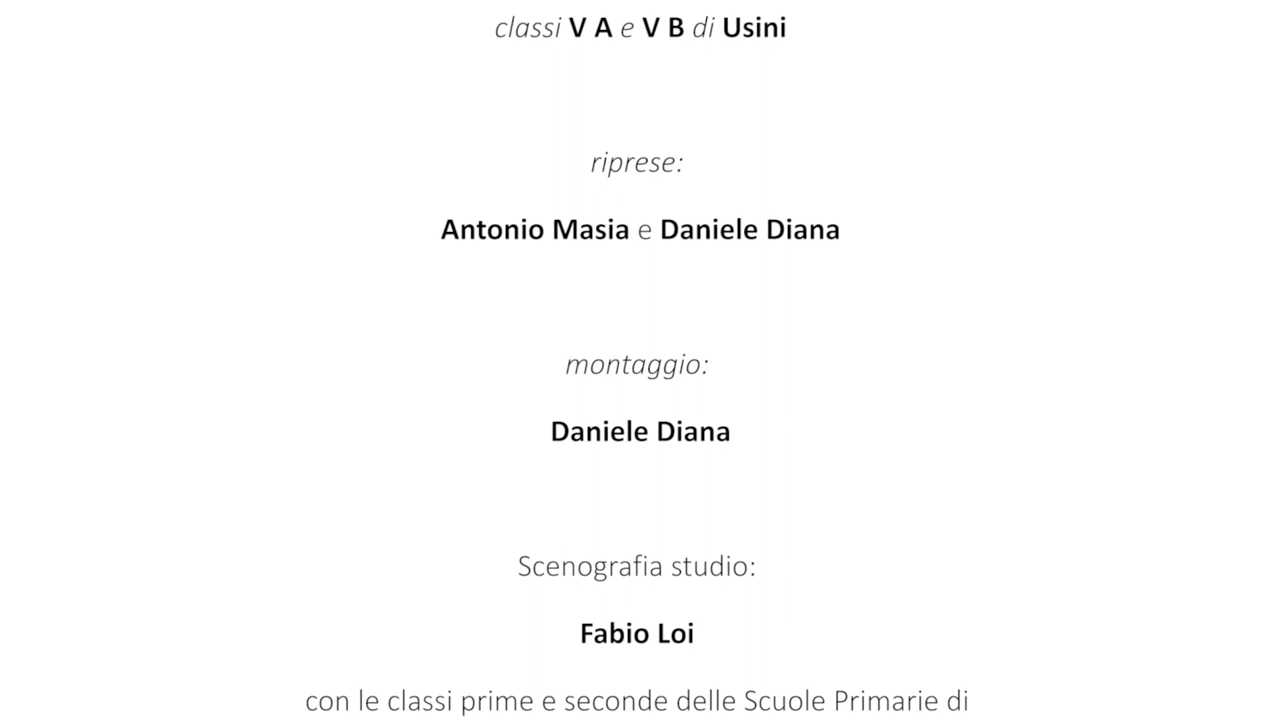 classi V A e V B di Usini
riprese:
Antonio Masia e Daniele Diana
montaggio:
Daniele Diana
Scenografia studio:
Fabio Loi
con le classi prime e seconde delle Scuole Primarie di